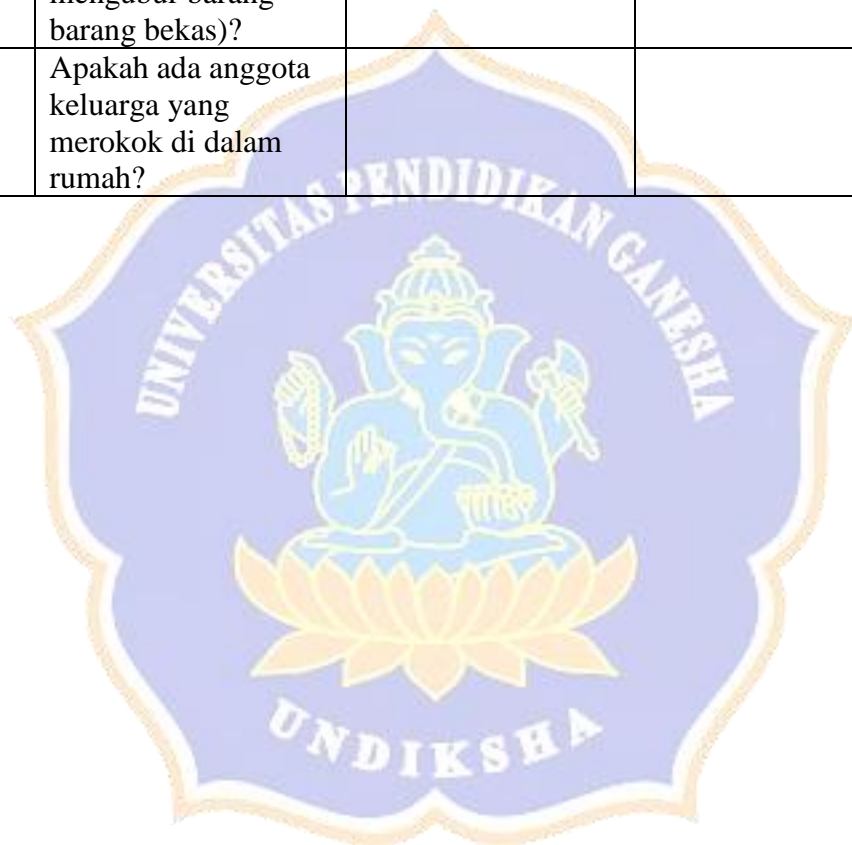 barang bekas)?
Apakah ada anggota
keluarga yang
merokok di dalam
rumah?
UNIVERSITAS PENDIDIKAN GANESHA
UNDIKSHA